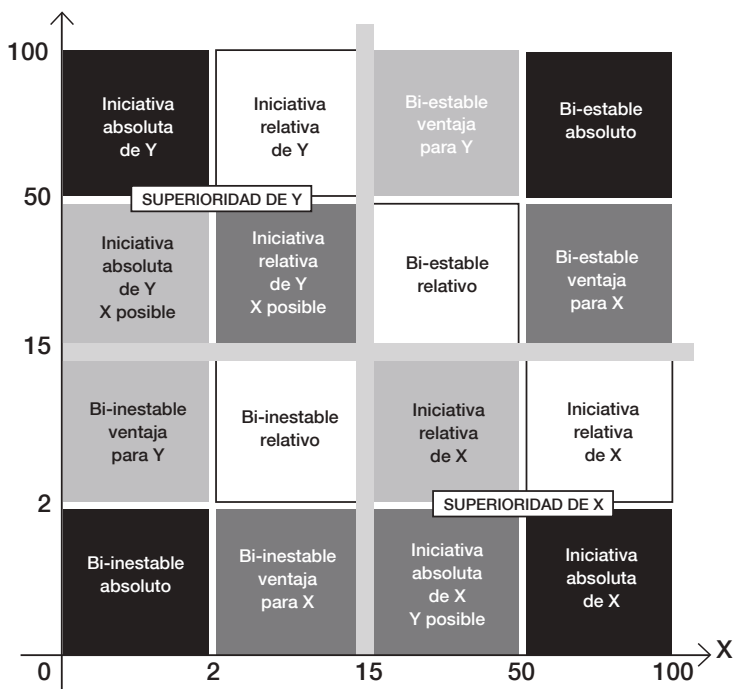 100
Iniciativa
absoluta
de Y
Iniciativa
relativa
de Y
Bi-estable
ventaja
para Y
Bi-estable
absoluto
50
SUPERIORIDAD DE Y
Iniciativa
absoluta
de Y
X posible
Iniciativa
relativa
de Y
X posible
Bi-estable
relativo
Bi-estable
ventaja
para X
15
Bi-inestable
ventaja
para Y
Bi-inestable
relativo
Iniciativa
relativa
de X
Iniciativa
relativa
de X
2
SUPERIORIDAD DE X
Bi-inestable
absoluto
Bi-inestable
ventaja
para X
Iniciativa
absoluta
de X
Y posible
Iniciativa
absoluta
de X
0 2 15 50 100 X